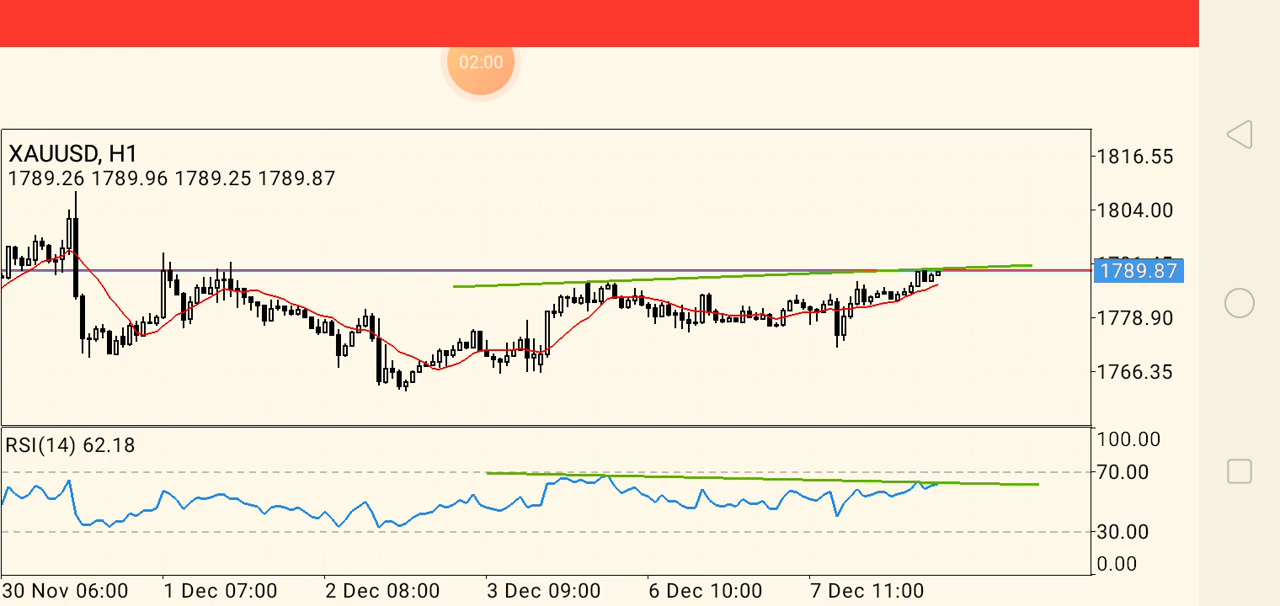 02:00
XAUUSD, H1
1789.26 1789.96 1789.25 1789.87
1816.55
1804.00
1789.87
1778.90
1766.35
RSI(14) 62.18
100.00
70.00
30.00
0.00
30 Nov 06:00 1 Dec 07:00 2 Dec 08:00 3 Dec 09:00 6 Dec 10:00 7 Dec 11:00